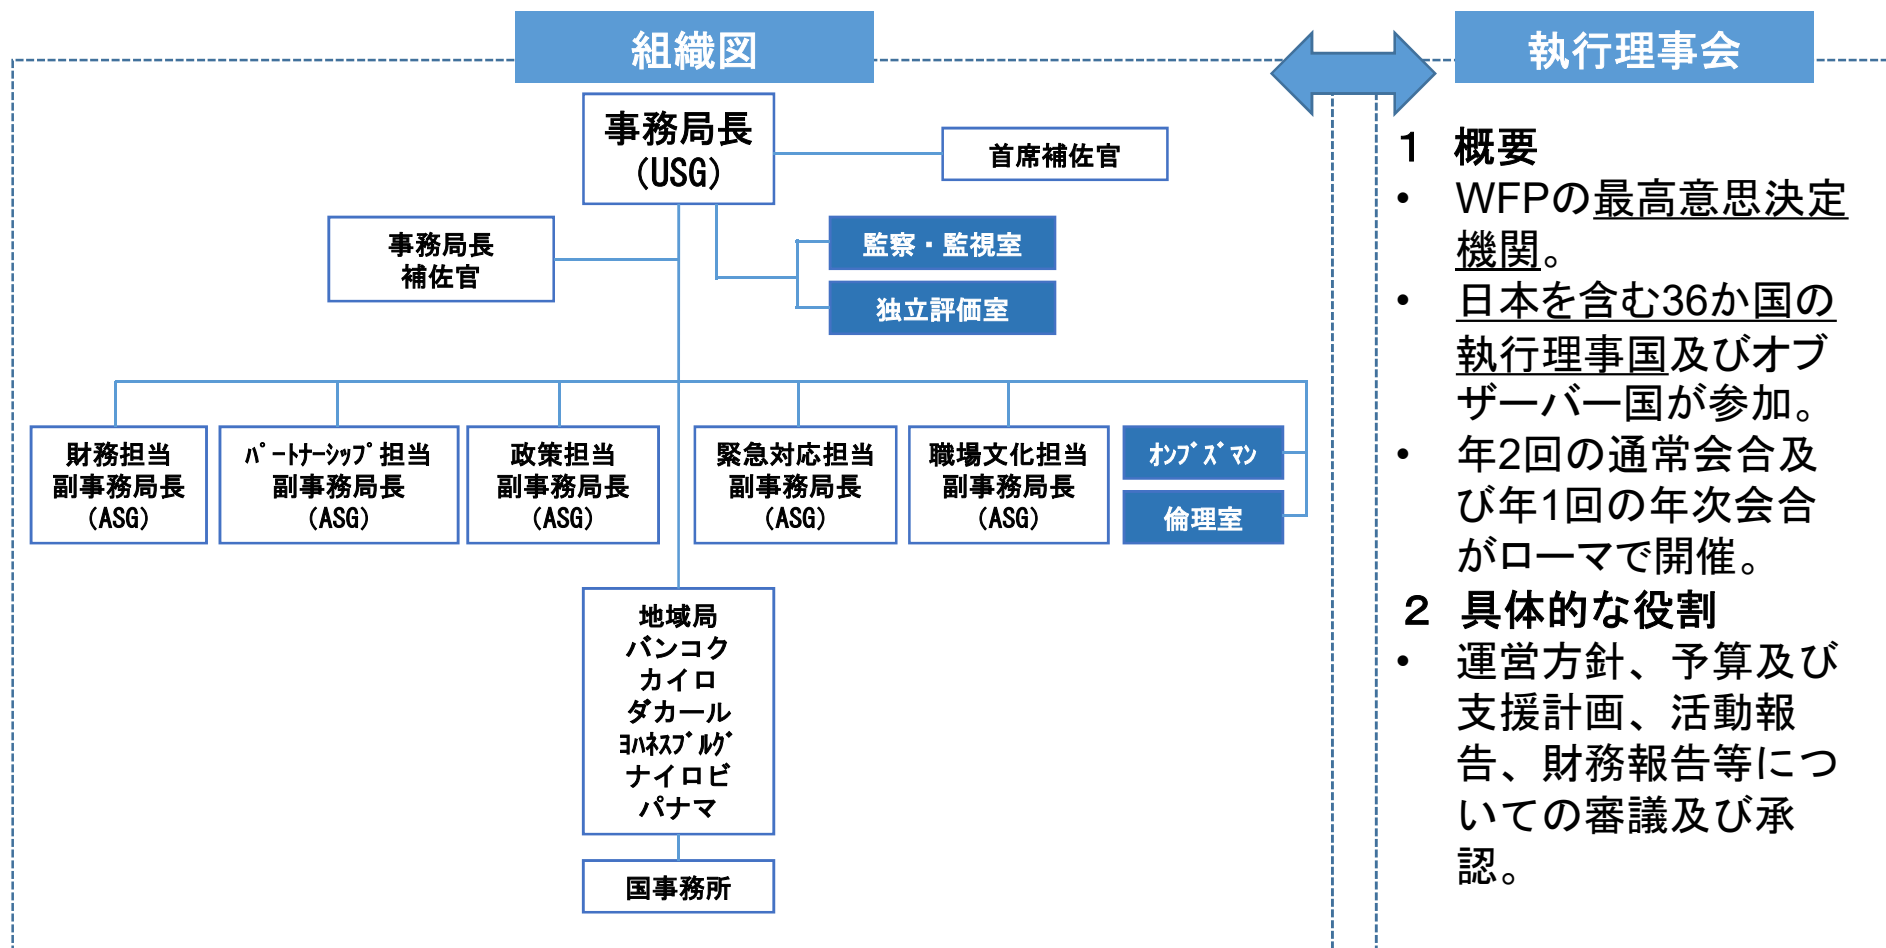 組織図
事務局長
(USG)
首席補佐官
事務局長
補佐官
監察・監視室
独立評価室
財務担当
副事務局長
(ASG)
ﾊﾟｰﾄﾅｰｼｯﾌﾟ担当
副事務局長
(ASG)
政策担当
副事務局長
(ASG)
緊急対応担当
副事務局長
(ASG)
職場文化担当
副事務局長
(ASG)
ｵﾝﾌﾞｽﾞﾏﾝ
倫理室
地域局
バンコク
カイロ
ダカール
ﾖﾊﾈｽﾌﾞﾙｸﾞ
ナイロビ
パナマ
国事務所
執行理事会
１ 概要
• WFPの最高意思決定
機関。
• 日本を含む36か国の
執行理事国及びオブ
ザーバー国が参加。
• 年2回の通常会合及
び年1回の年次会合
がローマで開催。
２ 具体的な役割
• 運営方針、予算及び
支援計画、活動報
告、財務報告等につ
いての審議及び承
認。